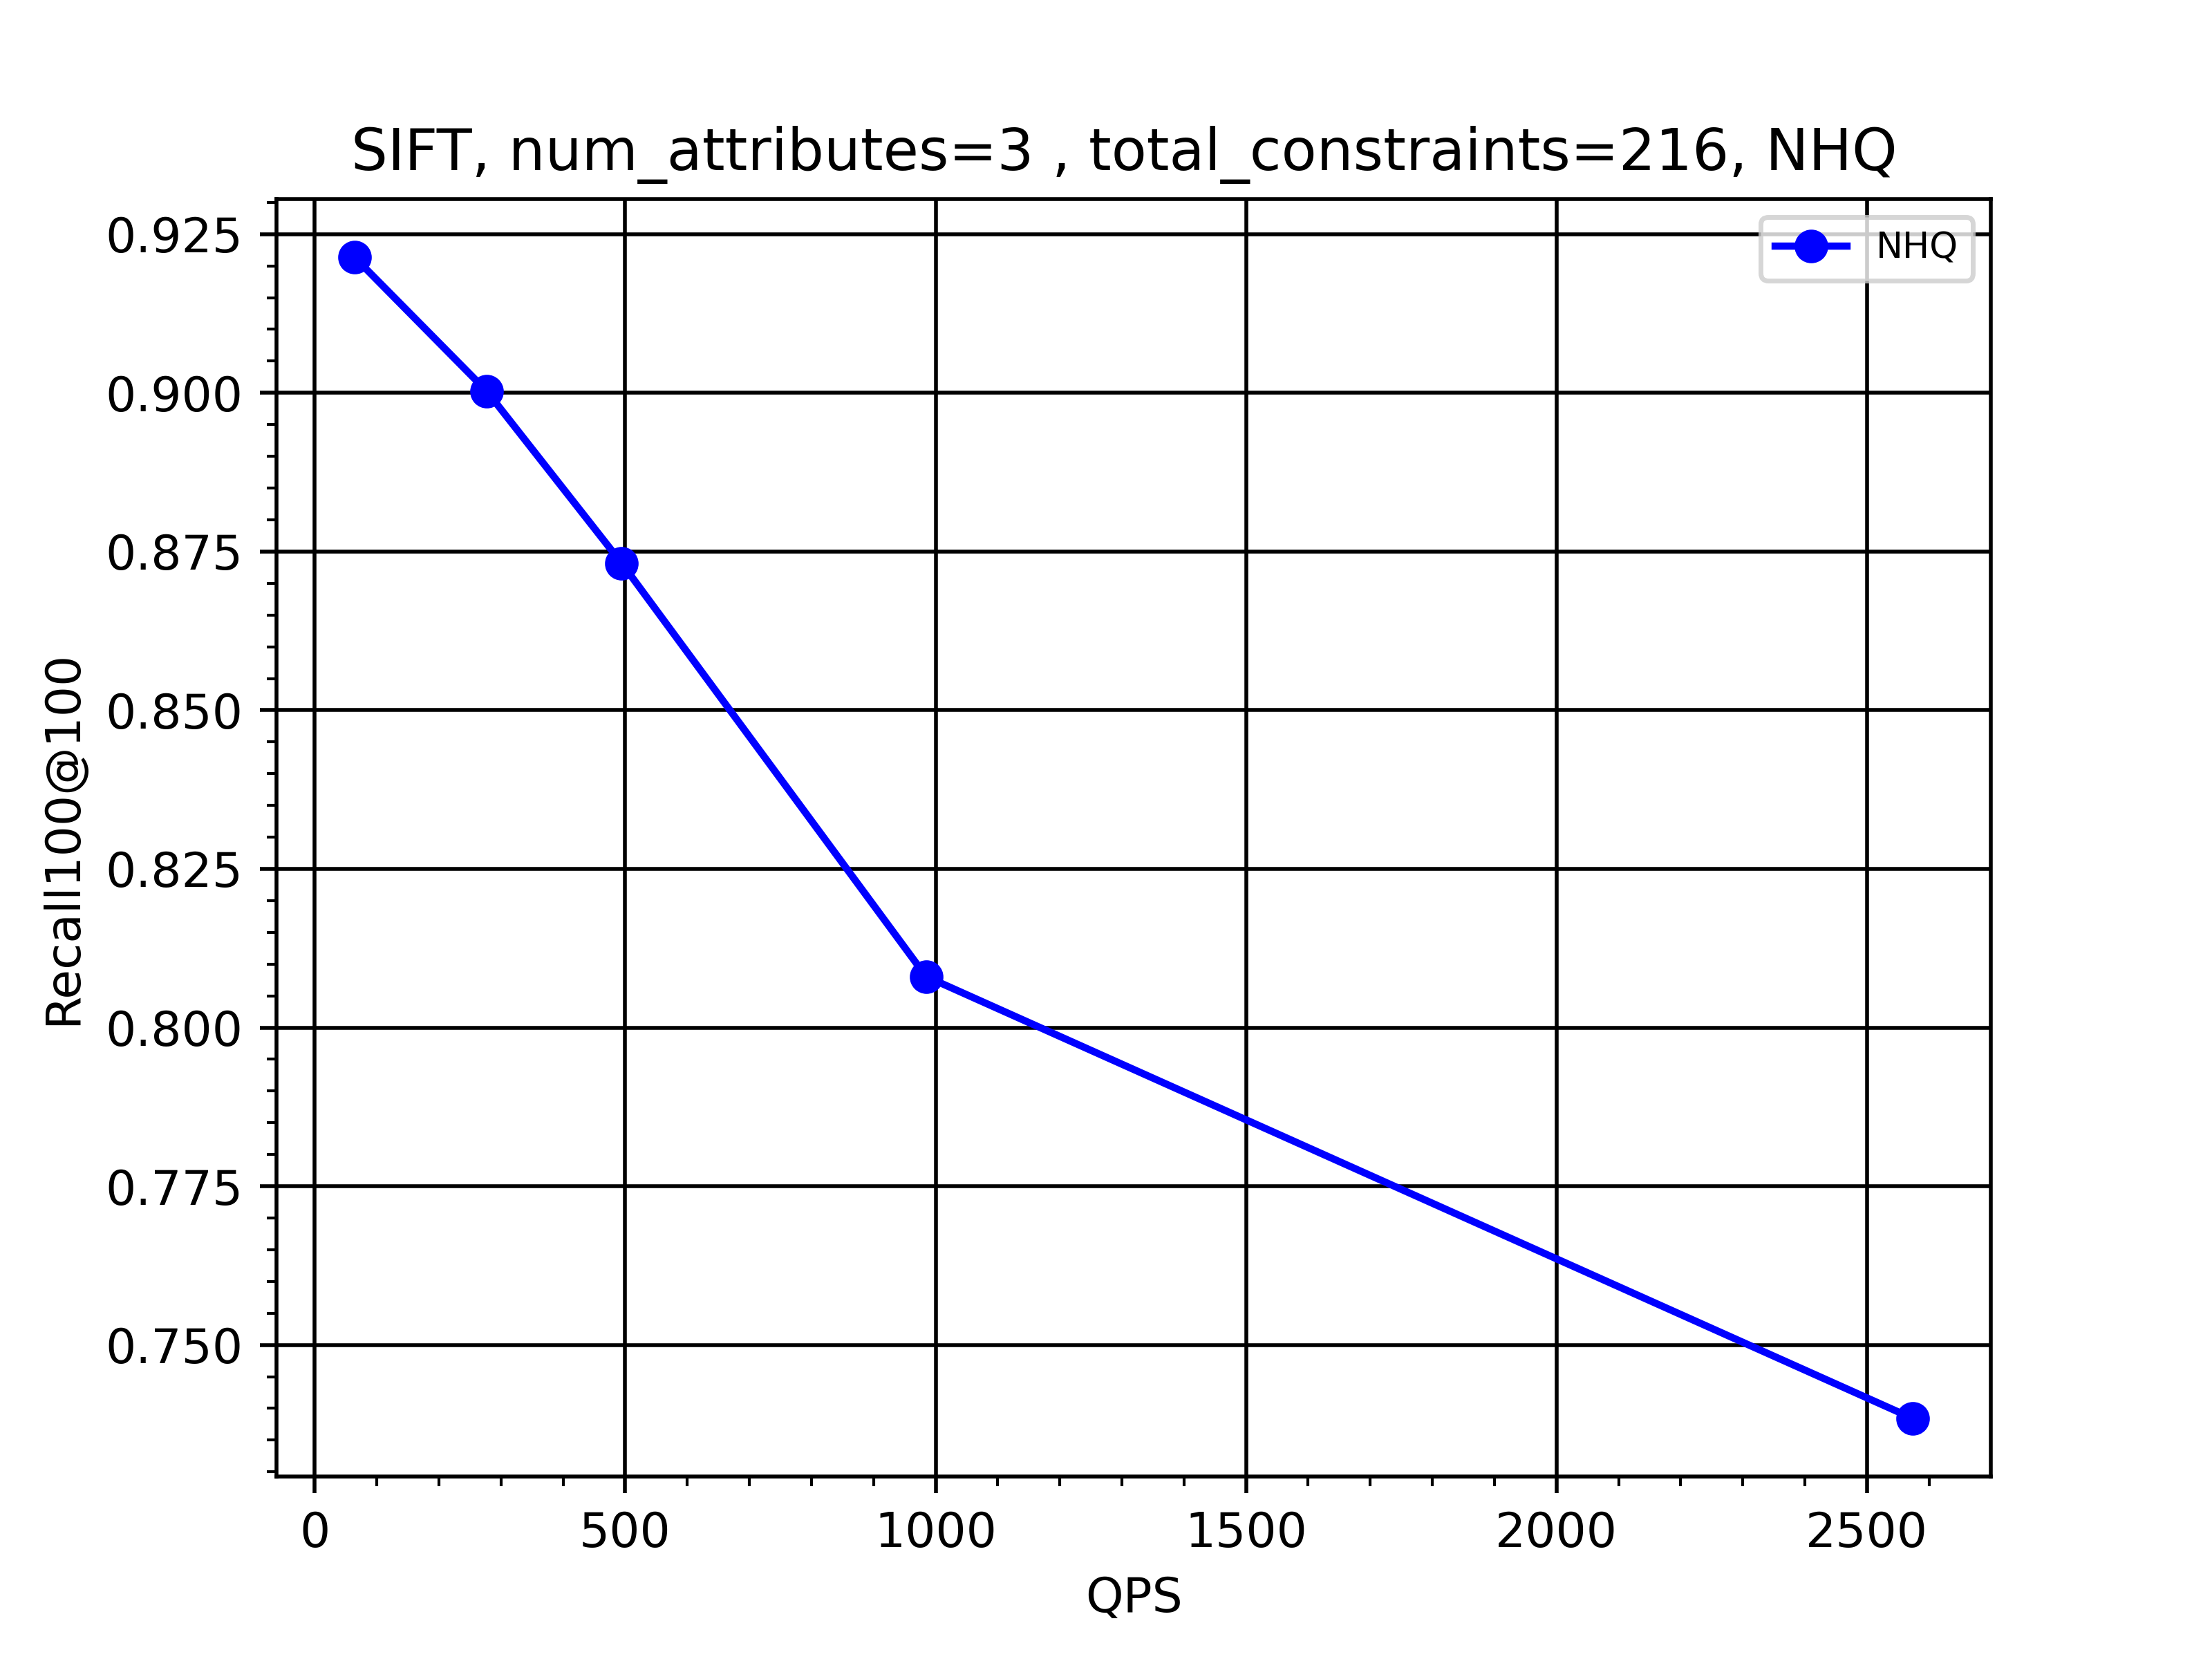 SIFT, num_attributes=3 , total_constraints=216, NHQ
NHQ
Recall100@100
0.925
0.900
0.875
0.850
0.825
0.800
0.775
0.750
0 500 1000 1500 2000 2500
QPS